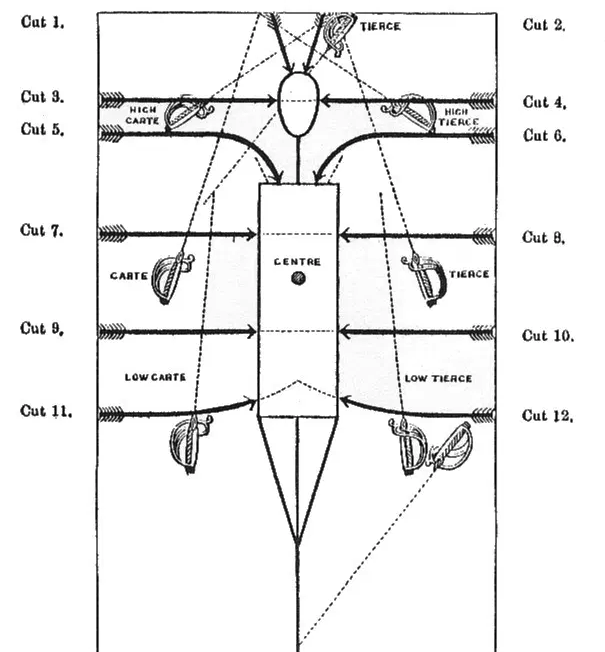 Cut 1.
TIERCE
Cut 2.
Cut 3.
Cut 4,
HIGH
CARTE
HIGH
TIERCE
Cut 5.
Cut 6.
Cut 7.
Cut 8.
CENTRE
CARTE
TIERCE
Cut 9.
Cut 10.
LOW CARTE
LOW TIERCE
Cut 11.
Cut 12.